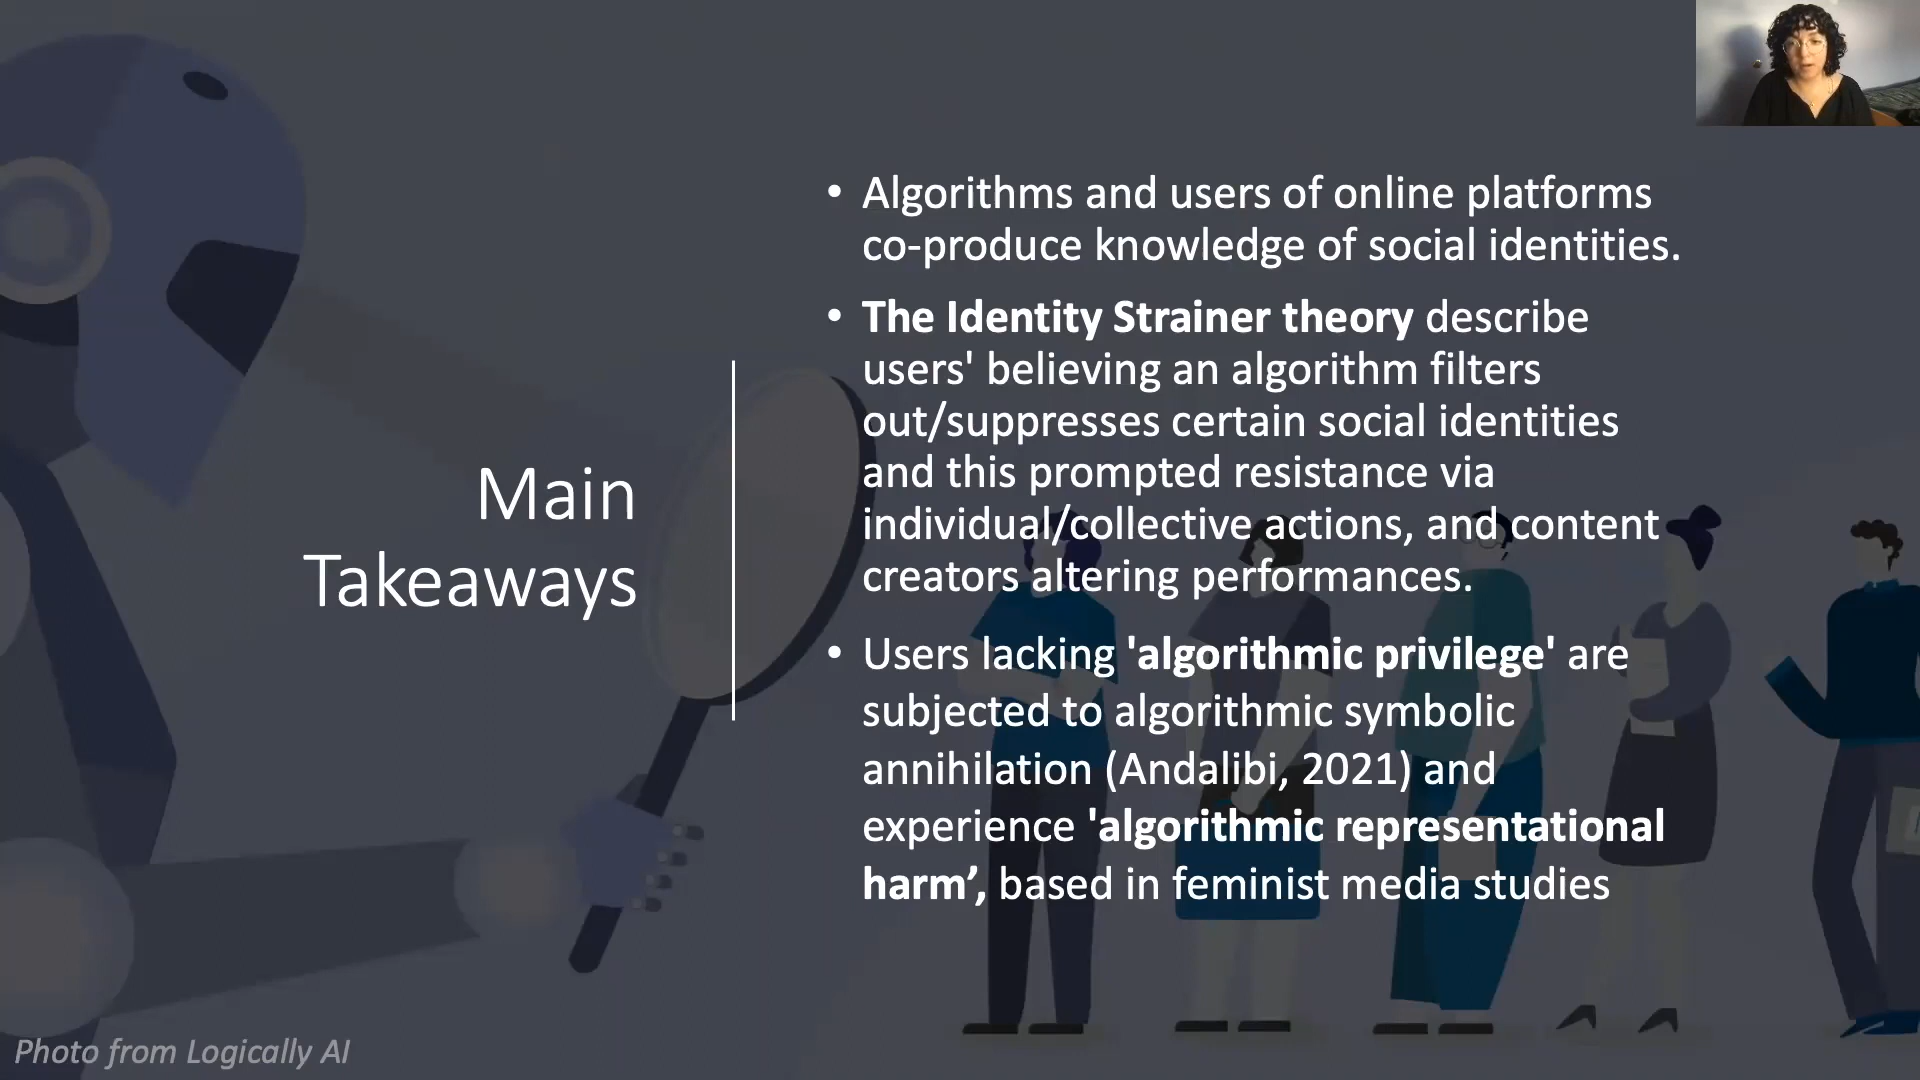 Main
Takeaways
• Algorithms and users of online platforms
co-produce knowledge of social identities.
• The Identity Strainer theory describe
users' believing an algorithm filters
out/suppresses certain social identities
and this prompted resistance via
individual/collective actions, and content
creators altering performances.
• Users lacking 'algorithmic privilege' are
subjected to algorithmic symbolic
annihilation (Andalibi, 2021) and
experience 'algorithmic representational
harm’, based in feminist media studies
Photo from Logically AI